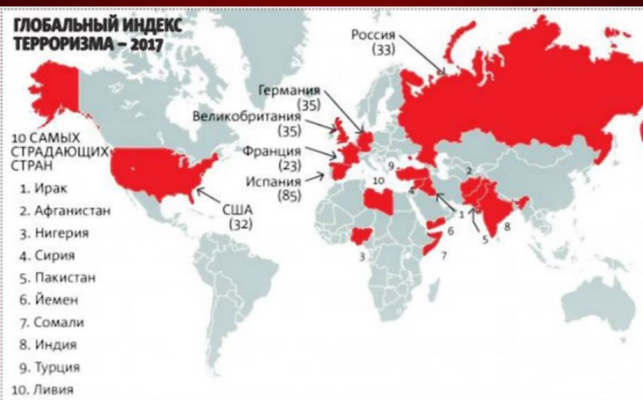 ГЛОБАЛЬНЫЙ ИНДЕКС
ТЕРРОРИЗМА – 2017
10 САМЫХ
СТРАДАЮЩИХ
СТРАН
1. Ирак
2. Афганистан
3. Нигерия
4. Сирия
5. Пакистан
6. Йемен
7. Сомали
8. Индия
9. Турция
10. Ливия
Россия
(33)
Германия
(35)
Великобритания
(35)
Франция
(23)
Испания
(85)
США
(32)
9
2
10
4
1
6
5
8
3
7